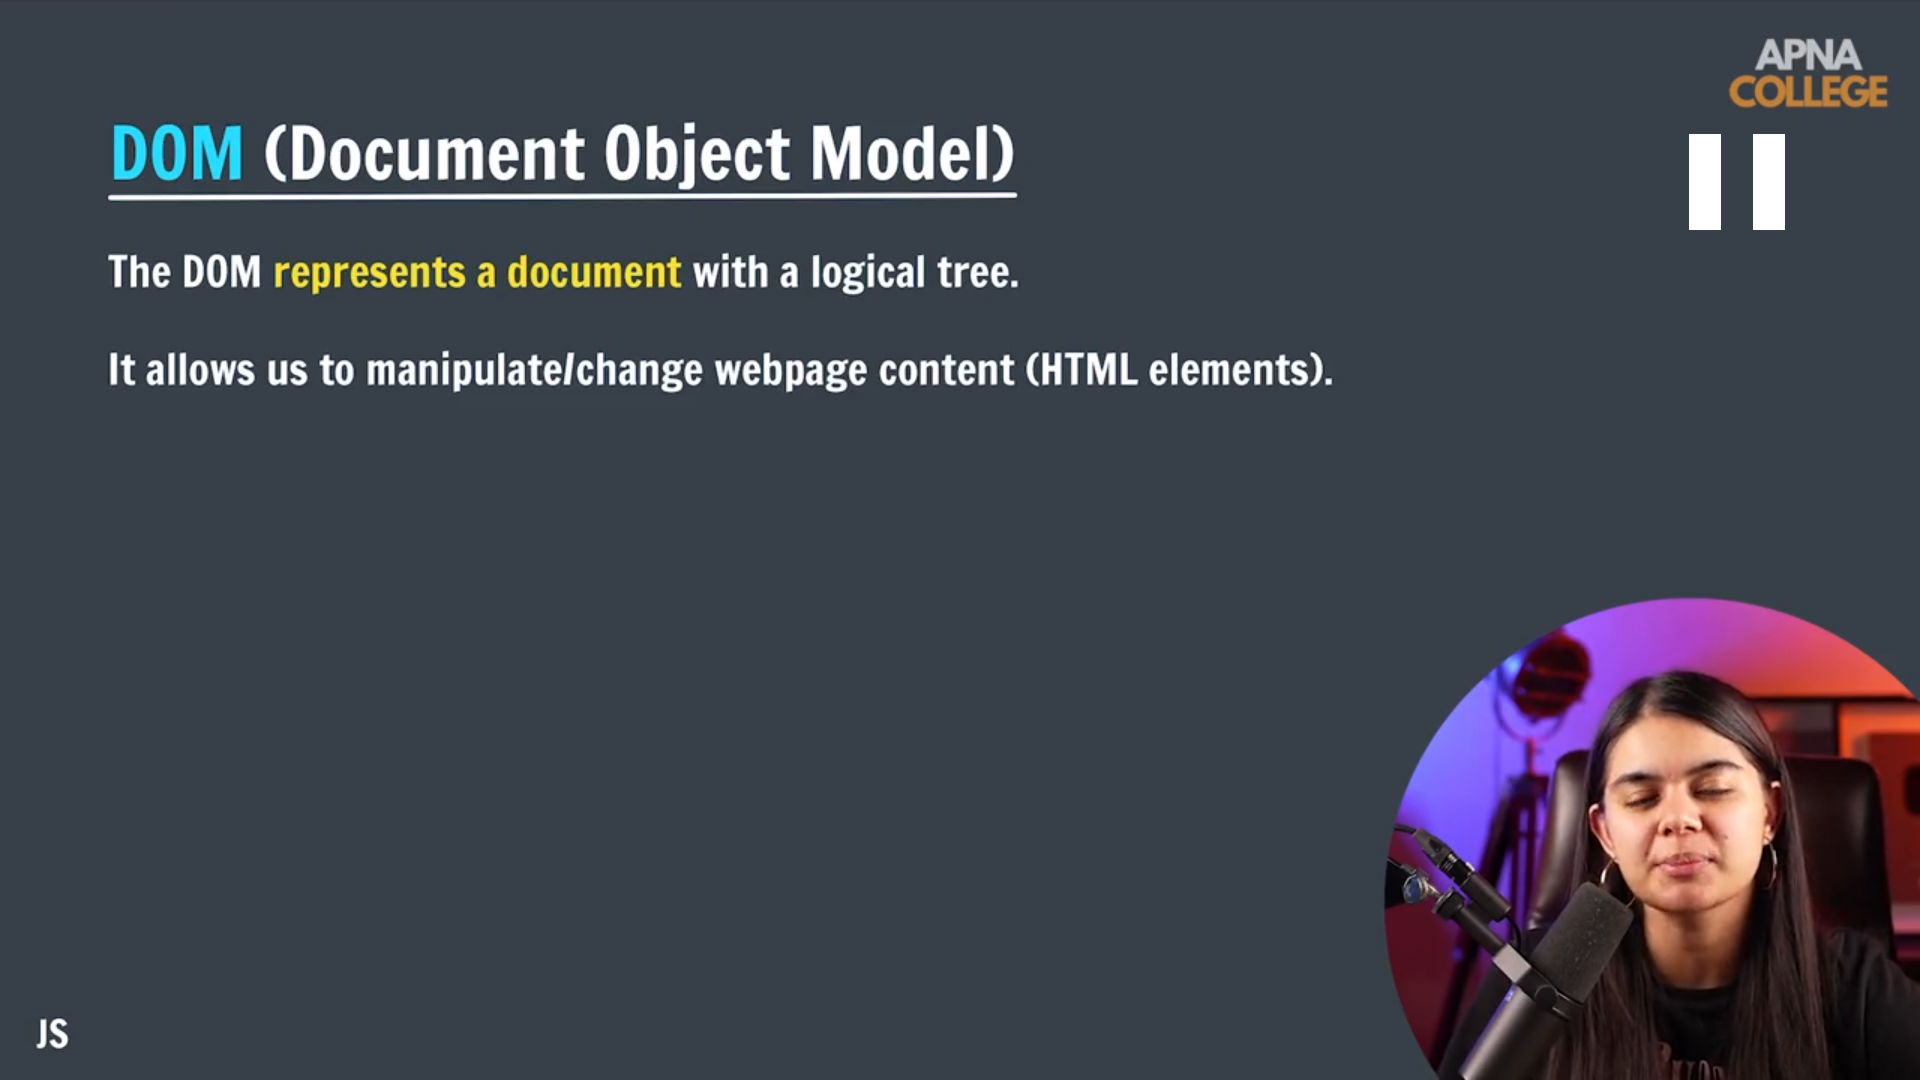 APNA
COLLEGE
DOM (Document Object Model)
The DOM represents a document with a logical tree.
It allows us to manipulate/change webpage content (HTML elements).
JS